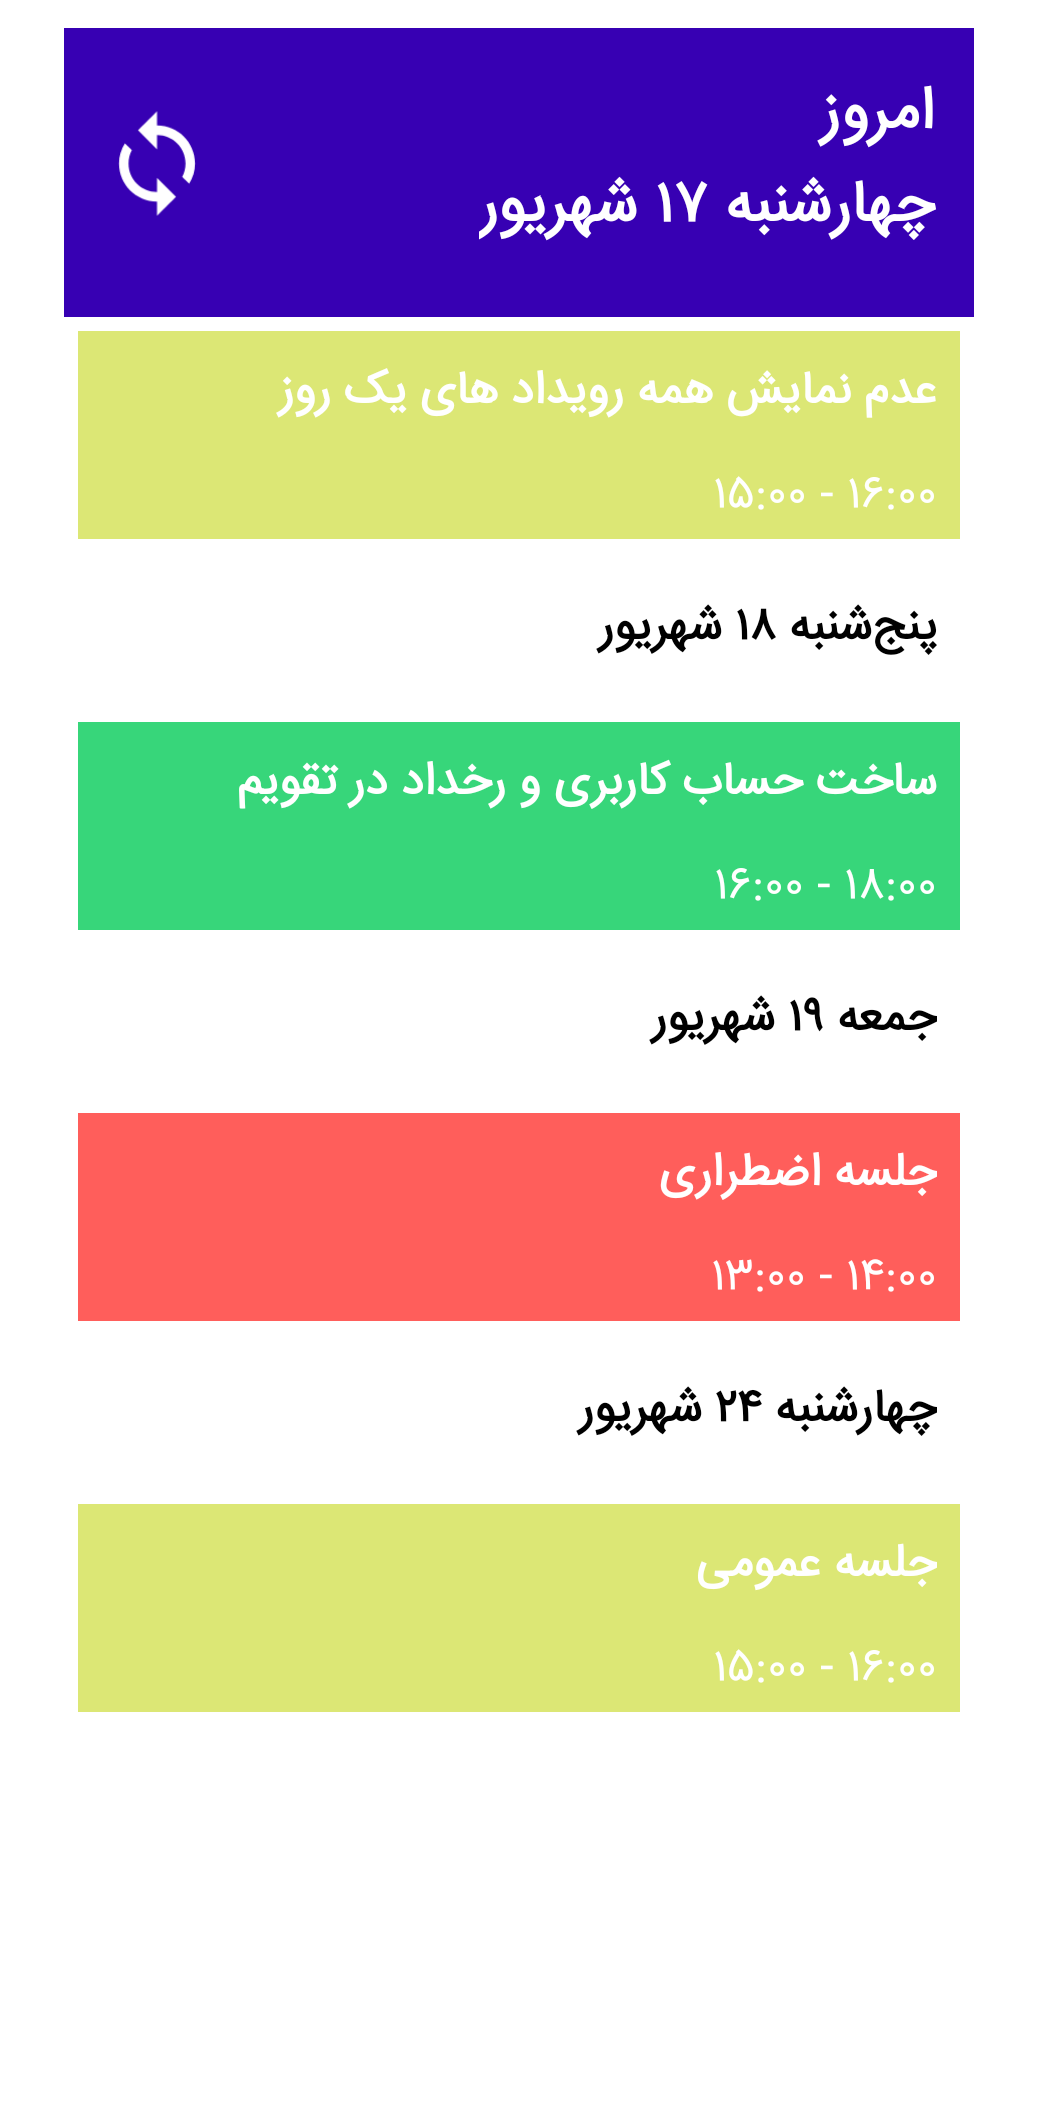 امروز
چهارشنبه ۱۷ شهریور
عدم نمایش همه رویداد های یک روز
۱۵:۰۰ - ۱۶:۰۰
پنج‌شنبه ۱۸ شهریور
ساخت حساب کاربری و رخداد در تقویم
۱۶:۰۰ - ۱۸:۰۰
جمعه ۱۹ شهریور
جلسه اضطراری
۱۳:۰۰ - ۱۴:۰۰
چهارشنبه ۲۴ شهریور
جلسه عمومی
۱۵:۰۰ - ۱۶:۰۰